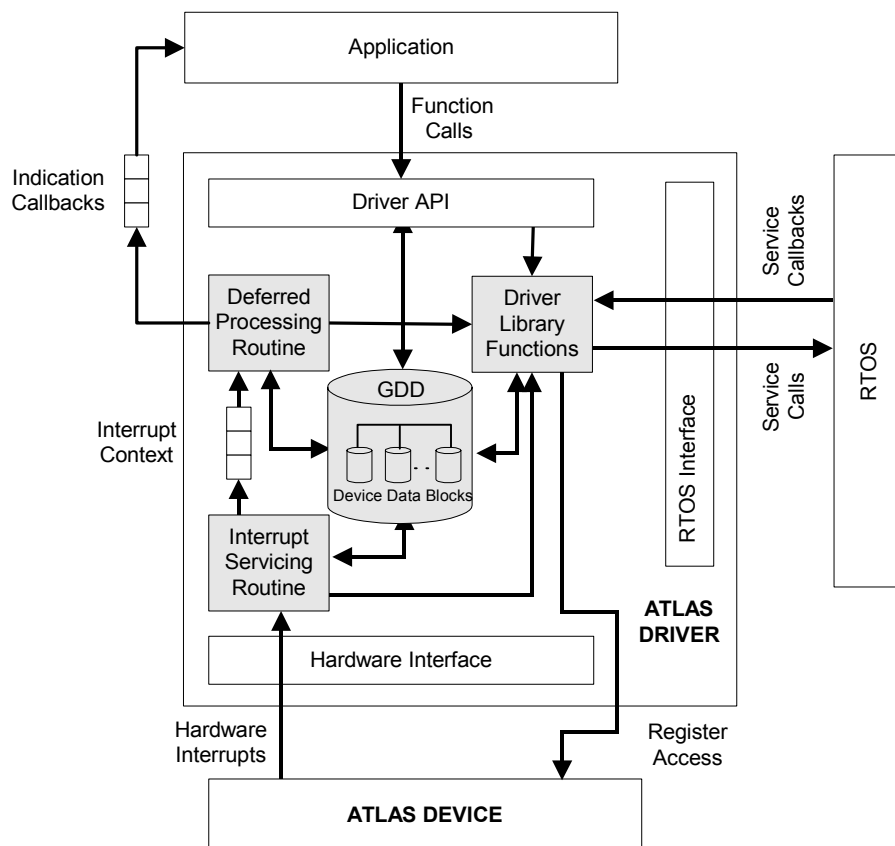 Application
Function
Calls
Indication
Callbacks
Driver API
Service
Callbacks
Deferred
Processing
Routine
Driver
Library
Functions
GDD
RTOS
Service
Calls
Interrupt
Context
RTOS Interface
- -
Device Data Blocks
Interrupt
Servicing
Routine
ATLAS
DRIVER
Hardware Interface
Hardware
Interrupts
Register
Access
ATLAS DEVICE